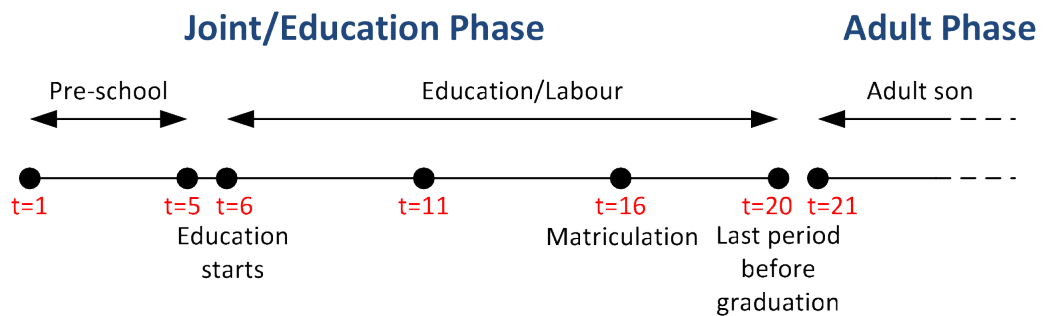 Joint/Education Phase
Adult Phase
Pre-school
Education/Labour
Adult son
t=1
t=5
t=6
t=11
t=16
t=20
t=21
Education
starts
Matriculation
Last period
before
graduation